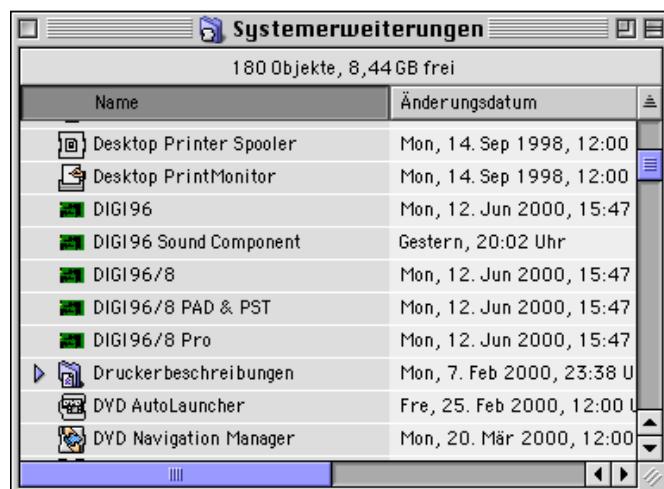 Systemerweiterungen
180 Objekte, 8,44 GB frei
Name Änderungsdatum
Desktop Printer Spooler Mon, 14. Sep 1998, 12:00
Desktop PrintMonitor Mon, 14. Sep 1998, 12:00
DIGI96 Mon, 12. Jun 2000, 15:47
DIGI96 Sound Component Gestern, 20:02 Uhr
DIGI96/8 Mon, 12. Jun 2000, 15:47
DIGI96/8 PAD & PST Mon, 12. Jun 2000, 15:47
DIGI96/8 Pro Mon, 12. Jun 2000, 15:47
Druckerbeschreibungen Mon, 7. Feb 2000, 23:38 U
DVD AutoLauncher Fre, 25. Feb 2000, 12:00 U
DVD Navigation Manager Mon, 20. Mär 2000, 12:00